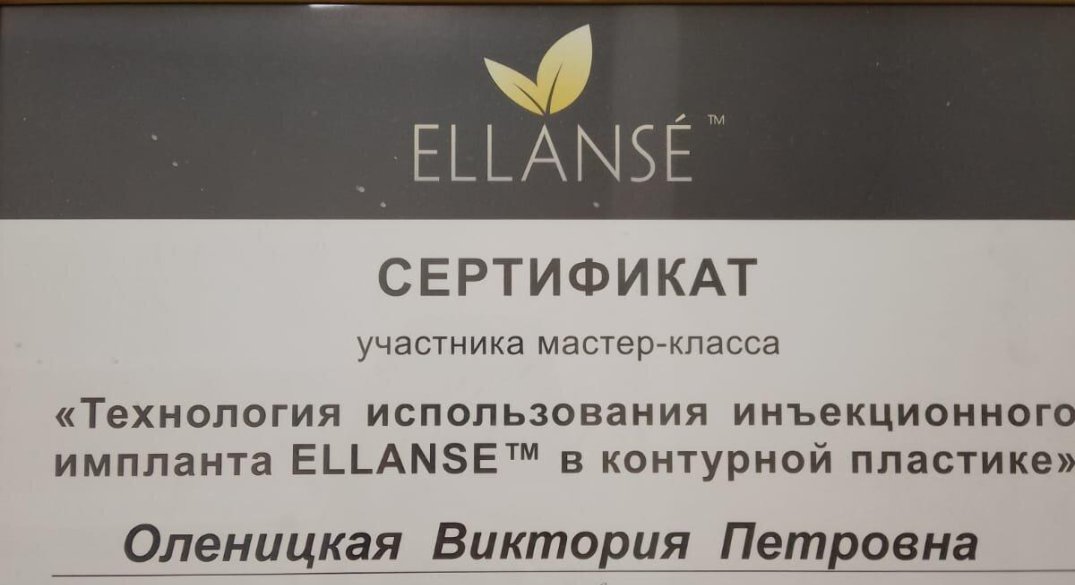 ELLANSÉ™
СЕРТИФИКАТ
участника мастер-класса
«Технология использования инъекционного
импланта ELLANSE™ в контурной пластике»
Оленицкая Виктория Петровна